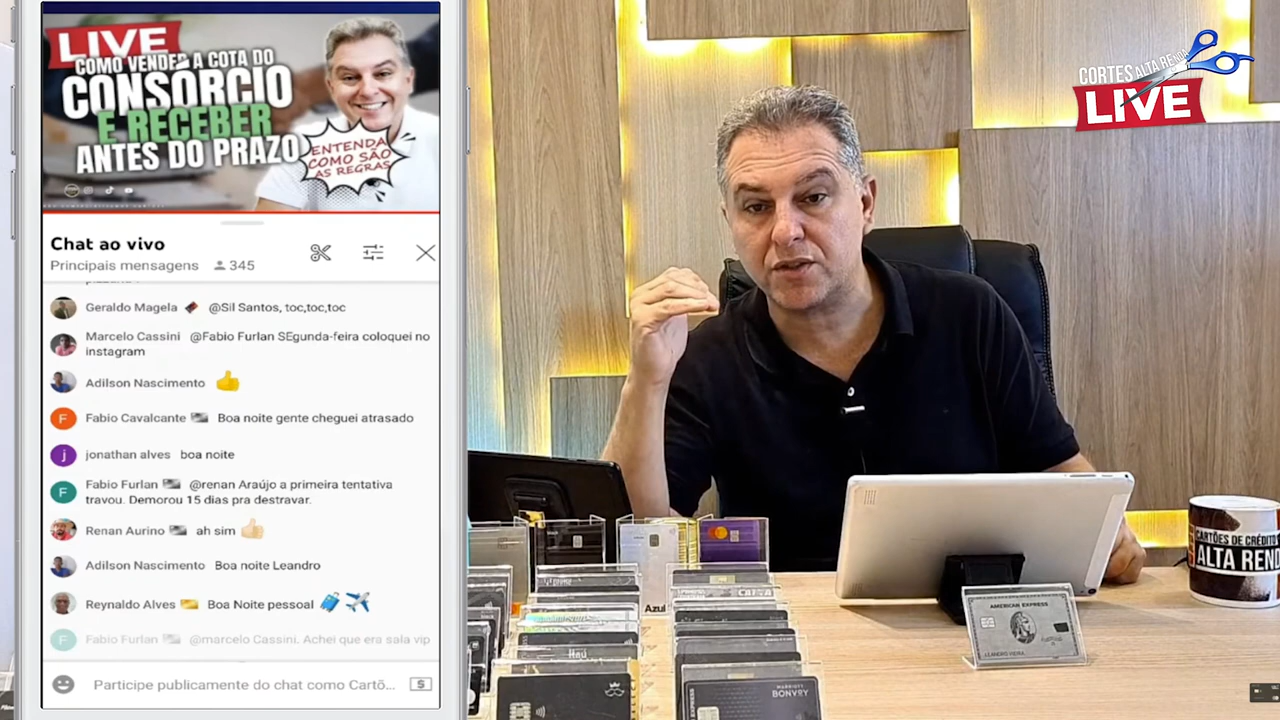 LIVE
COMO VENDER A COTA DO
CONSÓRCIO
E RECEBER
ANTES DO PRAZO
ENTENDA
COMO SÃO
AS REGRAS
Chat ao vivo
Principais mensagens 345
Geraldo Magela @Sil Santos, toc,toc,toc
Marcelo Cassini @Fabio Furlan SEgunda-feira coloquei no
instagram
Adilson Nascimento
F Fabio Cavalcante Boa noite gente cheguei atrasado
j jonathan alves boa noite
F Fabio Furlan @renan Araújo a primeira tentativa
travou. Demorou 15 dias pra destravar.
Renan Aurino ah sim
Adilson Nascimento Boa noite Leandro
Reynaldo Alves Boa Noite pessoal
F Fabio Furlan @marcelo Cassini. Achei que era sala vip
Participe publicamente do chat como Cartõ...
$
CORTES ALTA RENDA
LIVE
CARTÕES DE CRÉDITO
ALTA REND
AMERICAN EXPRESS
LEANDRO VIEIRA
Azul
CAIXA
Itaú
MARRIOTT
BONVOY